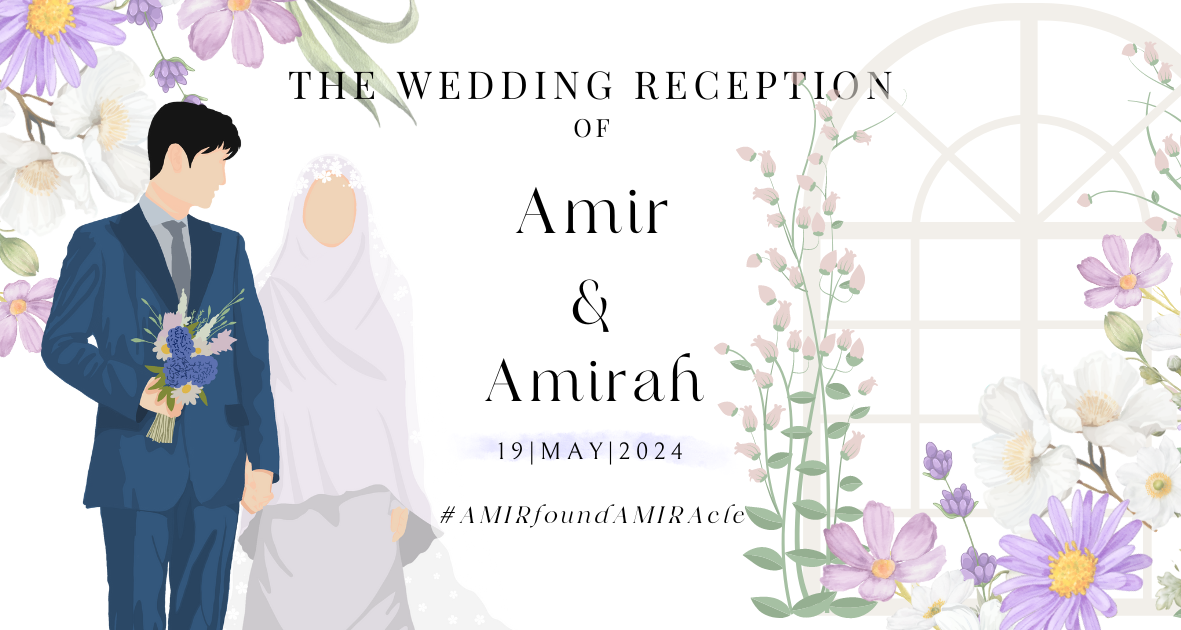 THE WEDDING RECEPTION
OF
Amir
&
Amirah
19|MAY|2024
#AMIRfoundAMIRAcle